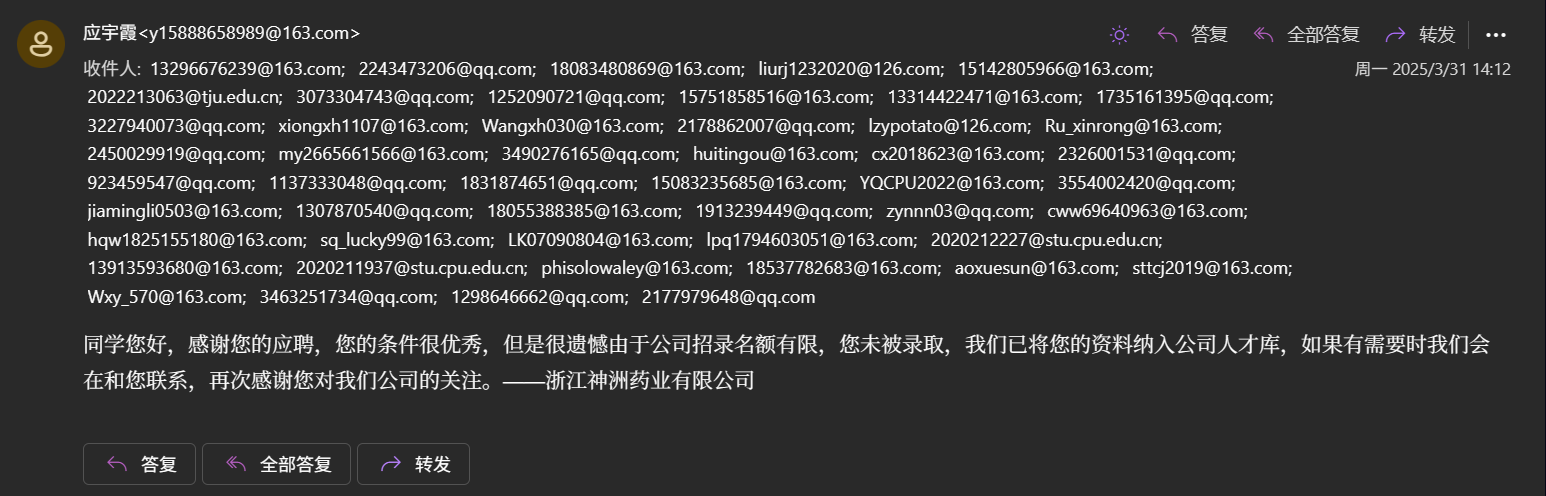 应宇霞<y15888658989@163.com>
答复 全部答复 转发
收件人: 13296676239@163.com; 2243473206@qq.com; 18083480869@163.com; liurj1232020@126.com; 15142805966@163.com;
周一 2025/3/31 14:12
2022213063@tju.edu.cn; 3073304743@qq.com; 1252090721@qq.com; 15751858516@163.com; 13314422471@163.com; 1735161395@qq.com;
3227940073@qq.com; xiongxh1107@163.com; Wangxh030@163.com; 2178862007@qq.com; lzypotato@126.com; Ru_xinrong@163.com;
2450029919@qq.com; my2665661566@163.com; 3490276165@qq.com; huitingou@163.com; cx2018623@163.com; 2326001531@qq.com;
923459547@qq.com; 1137333048@qq.com; 1831874651@qq.com; 15083235685@163.com; YQCPU2022@163.com; 3554002420@qq.com;
jiamingli0503@163.com; 1307870540@qq.com; 18055388385@163.com; 1913239449@qq.com; zynnn03@qq.com; cww69640963@163.com;
hqw1825155180@163.com; sq_lucky99@163.com; LK07090804@163.com; lpq1794603051@163.com; 2020212227@stu.cpu.edu.cn;
13913593680@163.com; 2020211937@stu.cpu.edu.cn; phisolowaley@163.com; 18537782683@163.com; aoxuesun@163.com; sttcj2019@163.com;
Wxy_570@163.com; 3463251734@qq.com; 1298646662@qq.com; 2177979648@qq.com
同学您好，感谢您的应聘，您的条件很优秀，但是很遗憾由于公司招录名额有限，您未被录取，我们已将您的资料纳入公司人才库，如果有需要时我们会
在和您联系，再次感谢您对我们公司的关注。——浙江神洲药业有限公司
答复 全部答复 转发